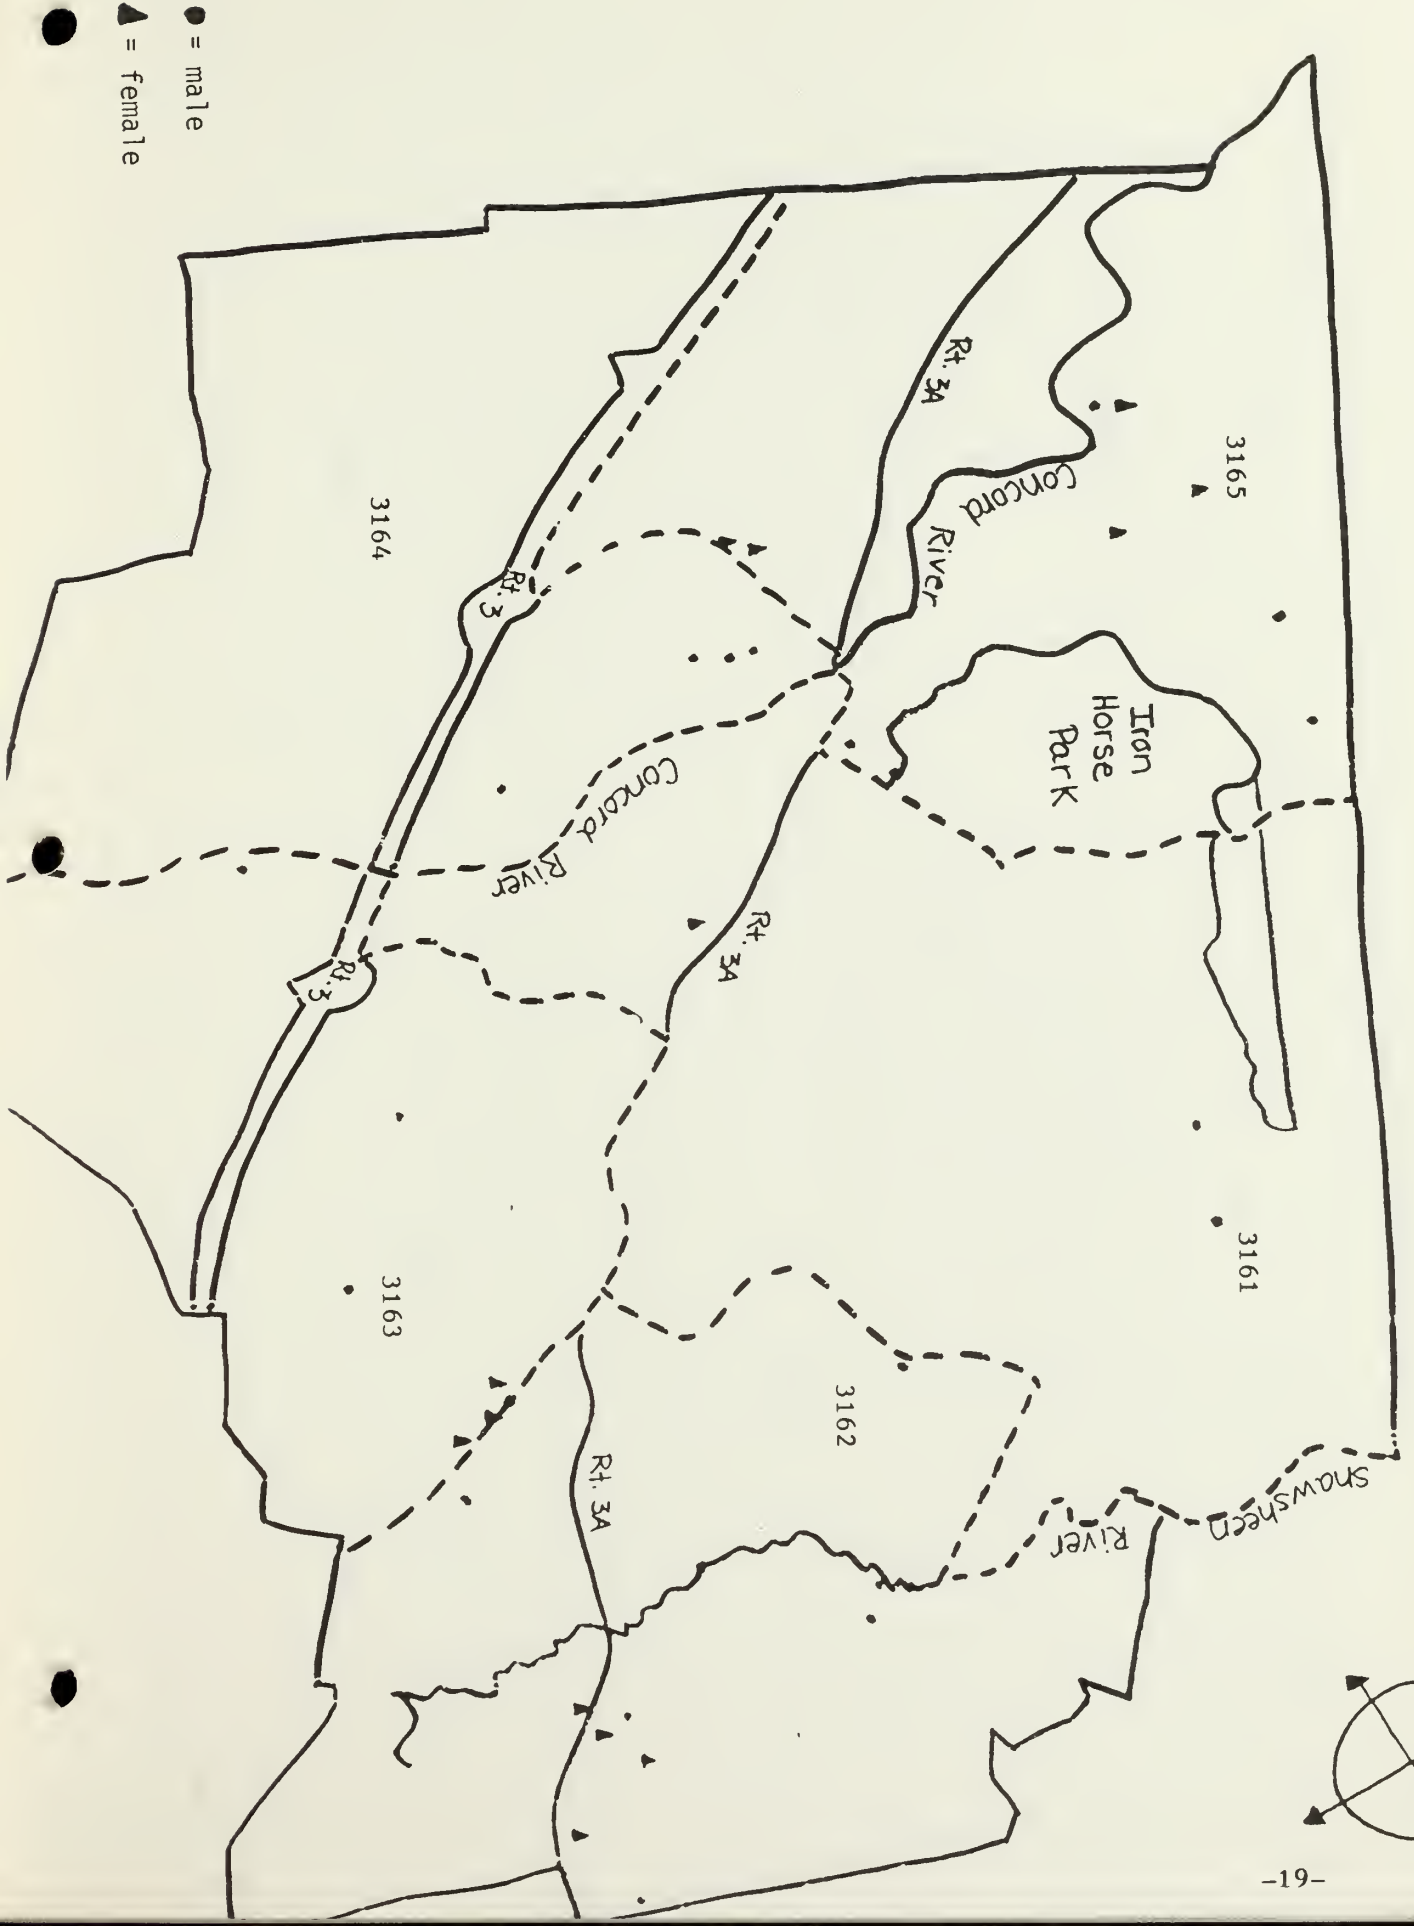 ● = male
▲ = female
3165
Rt. 3A
Concord
River
3164
Rt. 3
Iron
Horse
Park
Concord
River
Rt. 3A
Rt. 3
3161
3163
3162
Rt. 3A
Shawsheen
River
-19-